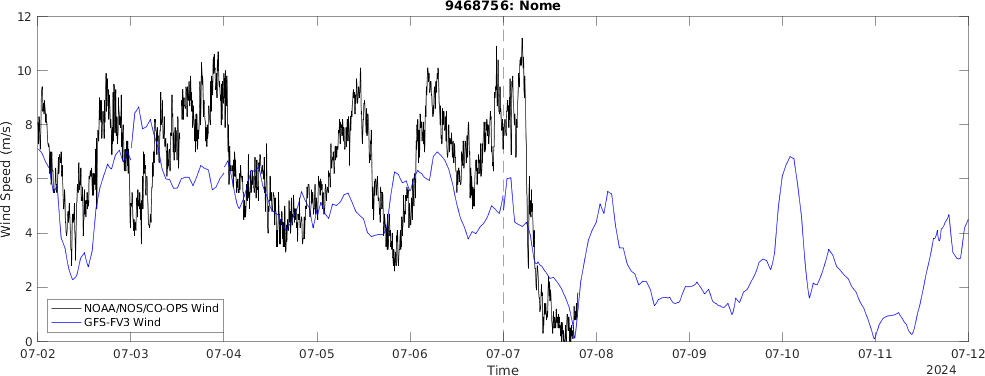 9468756: Nome
12
10
8
6
4
2
0
Wind Speed (m/s)
NOAA/NOS/CO-OPS Wind
GFS-FV3 Wind
07-02 07-03 07-04 07-05 07-06 07-07 07-08 07-09 07-10 07-11 07-12
Time
2024